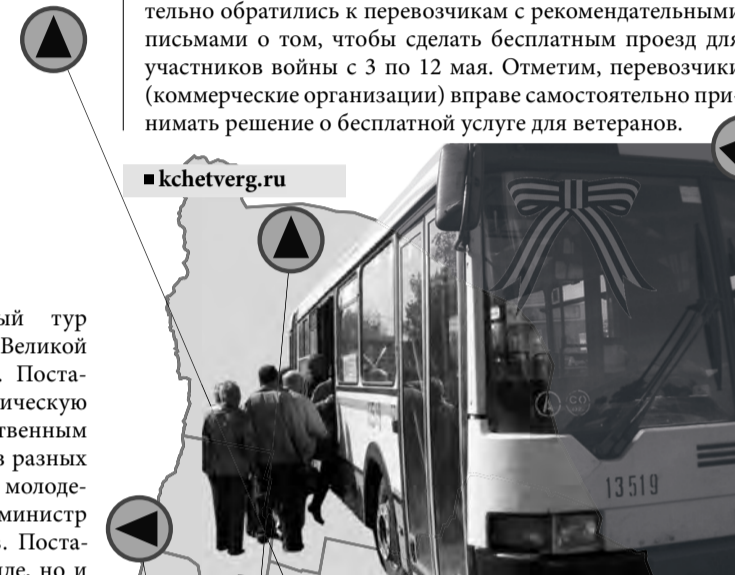 тельно обратились к перевозчикам с рекомендательными
письмами о том, чтобы сделать бесплатным проезд для
участников войны с 3 по 12 мая. Отметим, перевозчики
(коммерческие организации) вправе самостоятельно при-
нимать решение о бесплатной услуге для ветеранов.
kchetverg.ru
ый тур
Великой
. Поста-
ическую
твенным
в разных
молоде-
министр
. Поста-
де, но и
13519